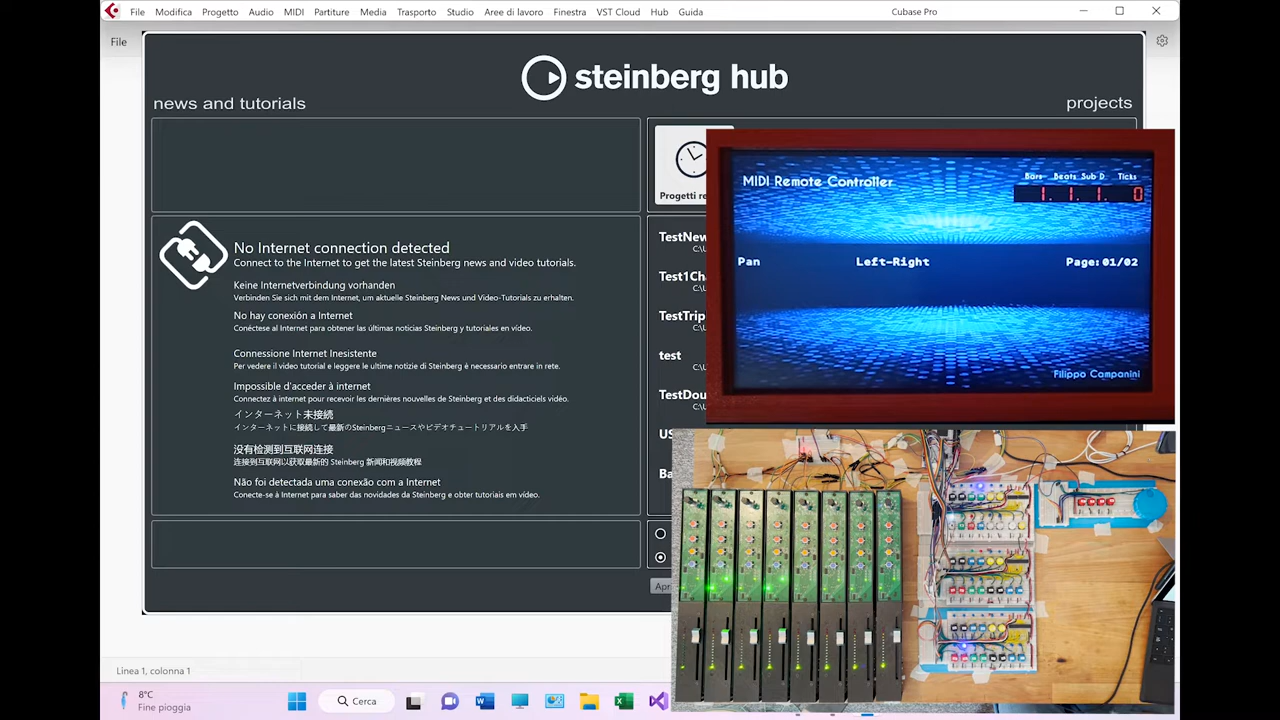 File Modifica Progetto Audio MIDI Partiture Media Trasporto Studio Aree di lavoro Finestra VST Cloud Hub Guida Cubase Pro
File
steinberg hub
news and tutorials
projects
Progetti
MIDI Remote Controller
Bars Beats Sub D. Ticks
1. 1. 1. 0
Pan Left-Right Page:01/02
Filippo Campanini
No Internet connection detected
Connect to the Internet to get the latest Steinberg news and video tutorials.
Keine Internetverbindung vorhanden
Verbinden Sie sich mit dem Internet, um aktuelle Steinberg News und Video-Tutorials zu erhalten.
No hay conexión a Internet
Conéctese al Internet para obtener las últimas noticias Steinberg y tutoriales en vídeo.
Connessione Internet Inesistente
Per vedere il video tutorial e leggere le ultime notizie di Steinberg è necessario entrare in rete.
Impossible d'acceder à internet
Connectez à internet pour recevoir les dernières nouvelles de Steinberg et des didacticiels vidéo.
インターネット未接続
インターネットに接続して最新のSteinbergニュースやビデオチュートリアルを入手
没有检测到互联网连接
连接到互联网以获取最新的 Steinberg 新闻和视频教程
Não foi detectada uma conexão com a Internet
Conecte-se à Internet para saber das novidades da Steinberg e obter tutoriais em vídeo.
TestNew
Test1Cha
TestTrip
test
TestDou
Linea 1, colonna 1
8°C
Fine pioggia
Cerca